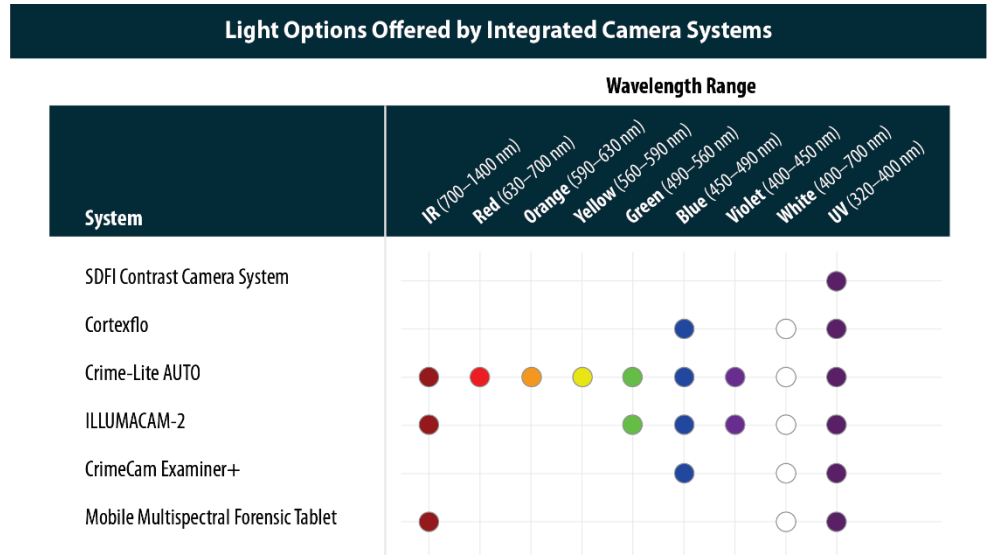 Light Options Offered by Integrated Camera Systems
Wavelength Range
System
IR (700–1400 nm)
Red (630–700 nm)
Orange (590–630 nm)
Yellow (560–590 nm)
Green (490–560 nm)
Blue (450–490 nm)
Violet (400–450 nm)
White (400–700 nm)
UV (320–400 nm)
SDFI Contrast Camera System
Cortexflo
Crime-Lite AUTO
ILLUMACAM-2
CrimeCam Examiner+
Mobile Multispectral Forensic Tablet